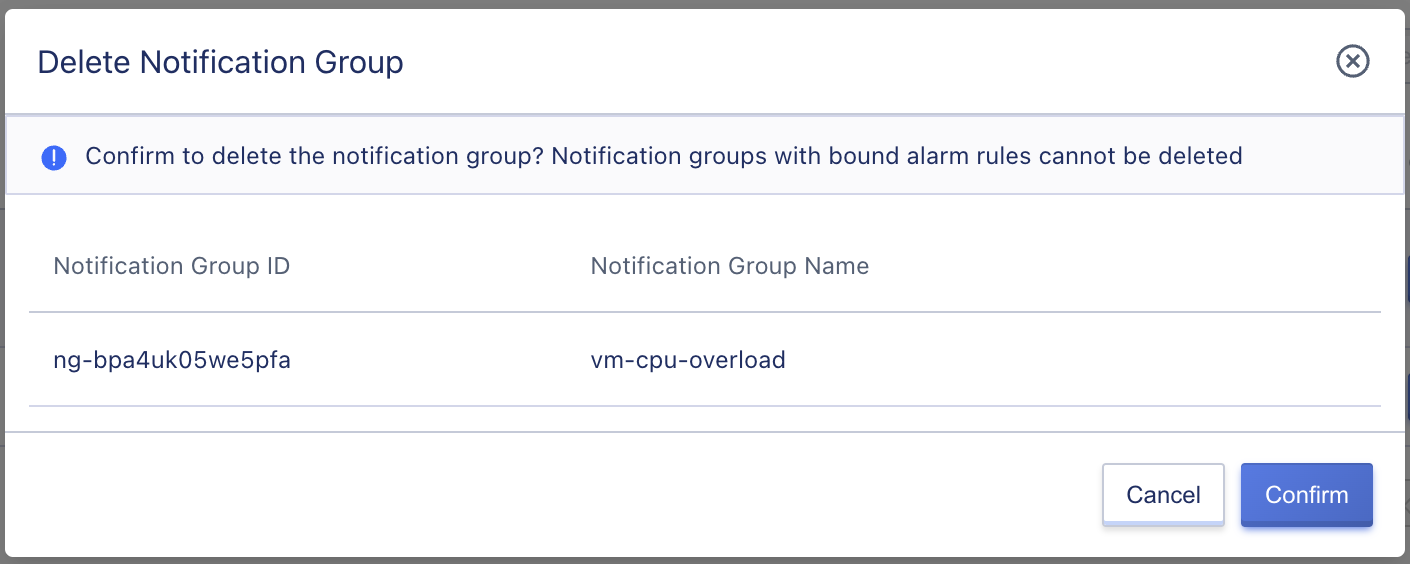 Delete Notification Group
Confirm to delete the notification group? Notification groups with bound alarm rules cannot be deleted
Notification Group ID Notification Group Name
ng-bpa4uk05we5pfa vm-cpu-overload
Cancel Confirm